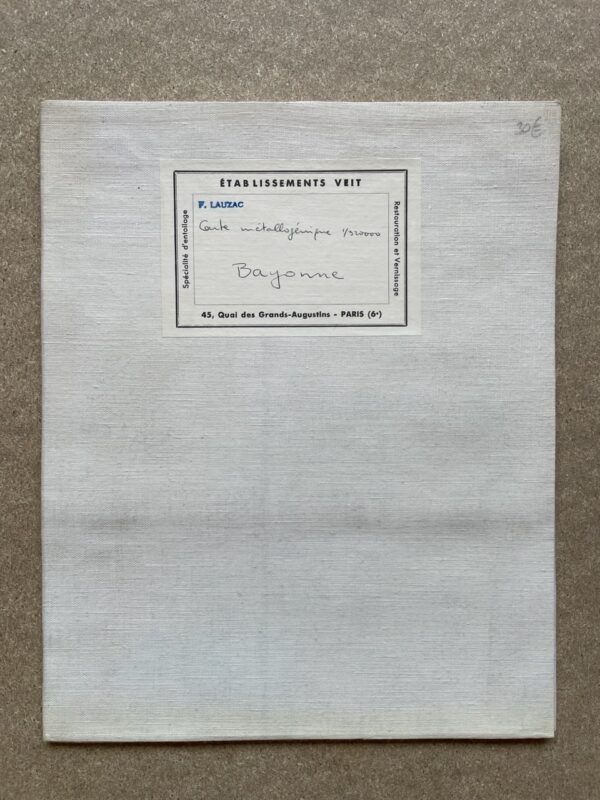 30€
ÉTABLISSEMENTS VEIT
F. LAUZAC
Carte métallogénique 1/320000
Bayonne
Spécialité d'entoilage
Restauration et Vernissage
45, Quai des Grands-Augustins - PARIS (6e)